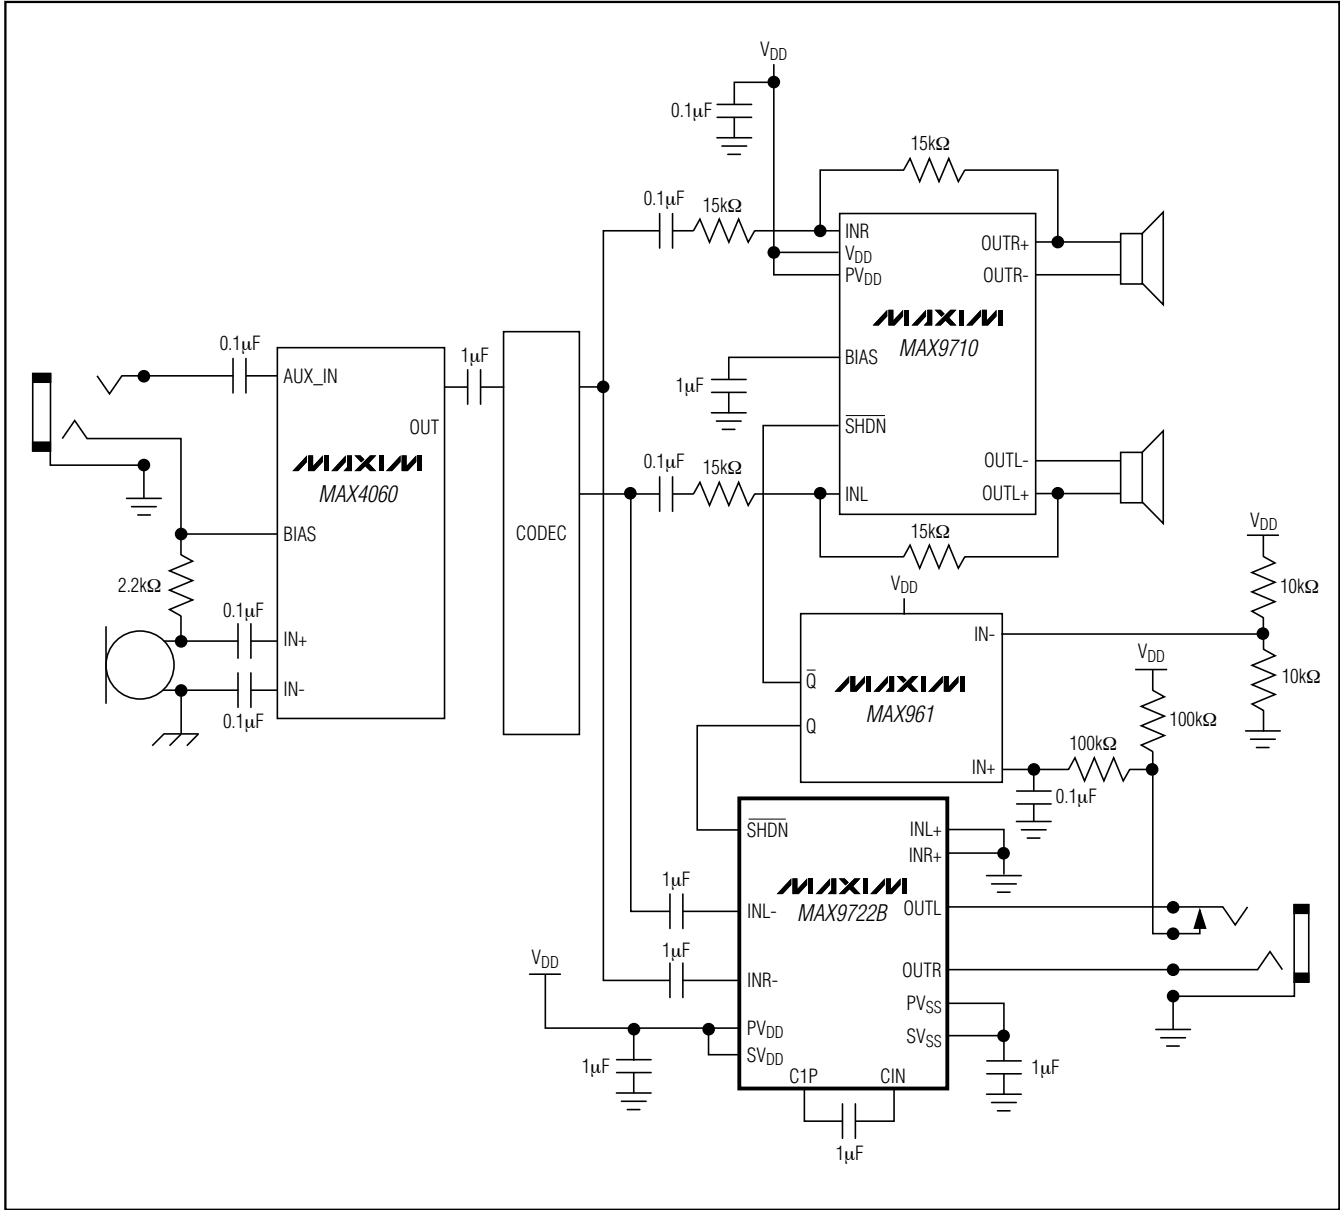 VDD
0.1µF
15kΩ
0.1µF
15kΩ
INR
VDD
PVDD
OUTR+
OUTR-
MAXIM
MAX9710
BIAS
1µF
SHDN
OUTL-
OUTL+
0.1µF
15kΩ
INL
15kΩ
0.1µF
AUX_IN
1µF
OUT
MAXIM
MAX4060
BIAS
2.2kΩ
0.1µF
IN+
IN-
0.1µF
CODEC
VDD
VDD
10kΩ
10kΩ
IN-
Q̅
MAXIM
MAX961
Q
IN+
VDD
100kΩ
100kΩ
0.1µF
SHDN
INL+
INR+
1µF
MAXIM
MAX9722B
INL-
OUTL
1µF
INR-
OUTR
VDD
PVDD
SVDD
PVSS
SVSS
1µF
1µF
C1P
CIN
1µF